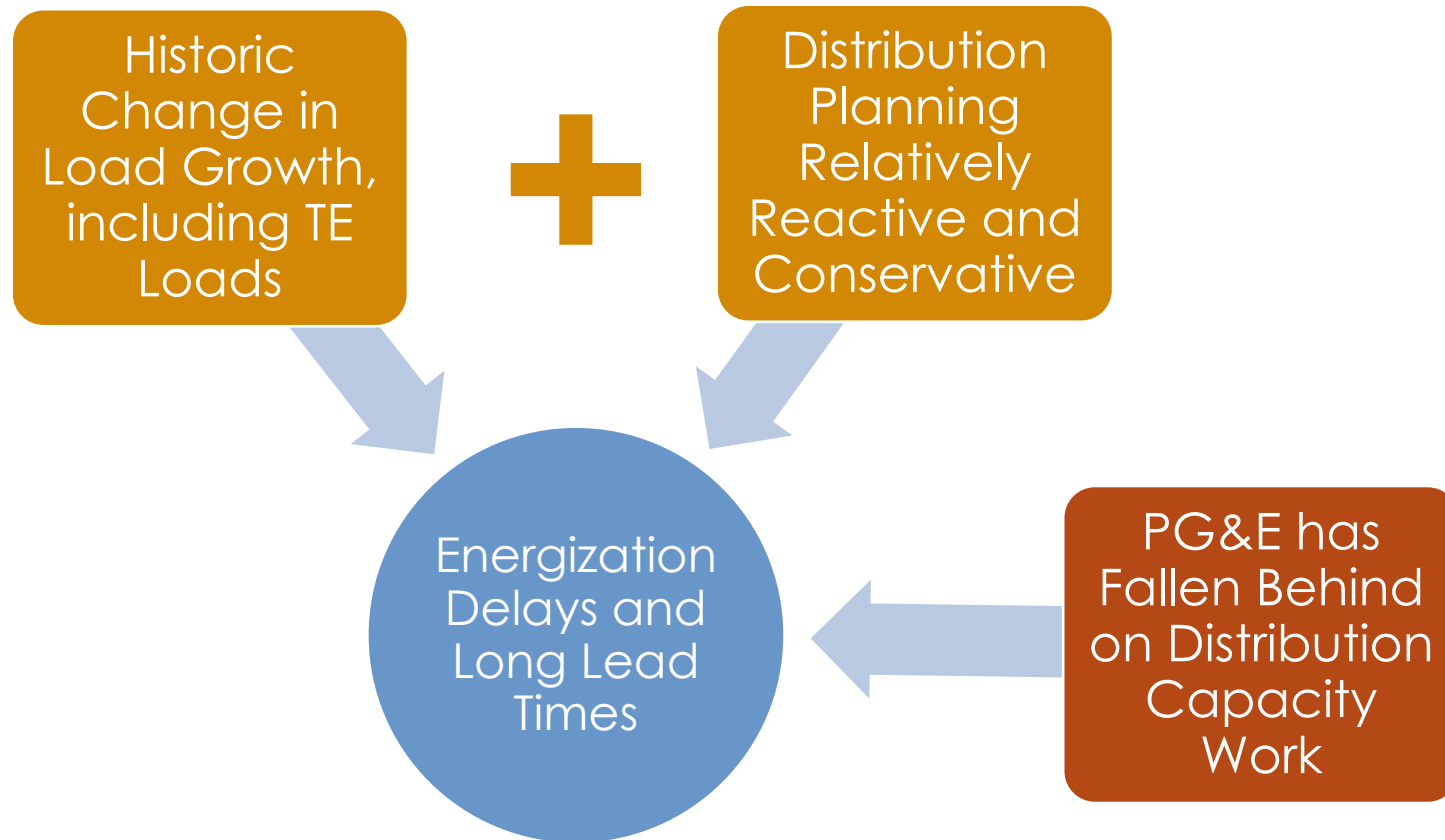 Historic
Change in
Load Growth,
including TE
Loads
Distribution
Planning
Relatively
Reactive and
Conservative
Energization
Delays and
Long Lead
Times
PG&E has
Fallen Behind
on Distribution
Capacity
Work